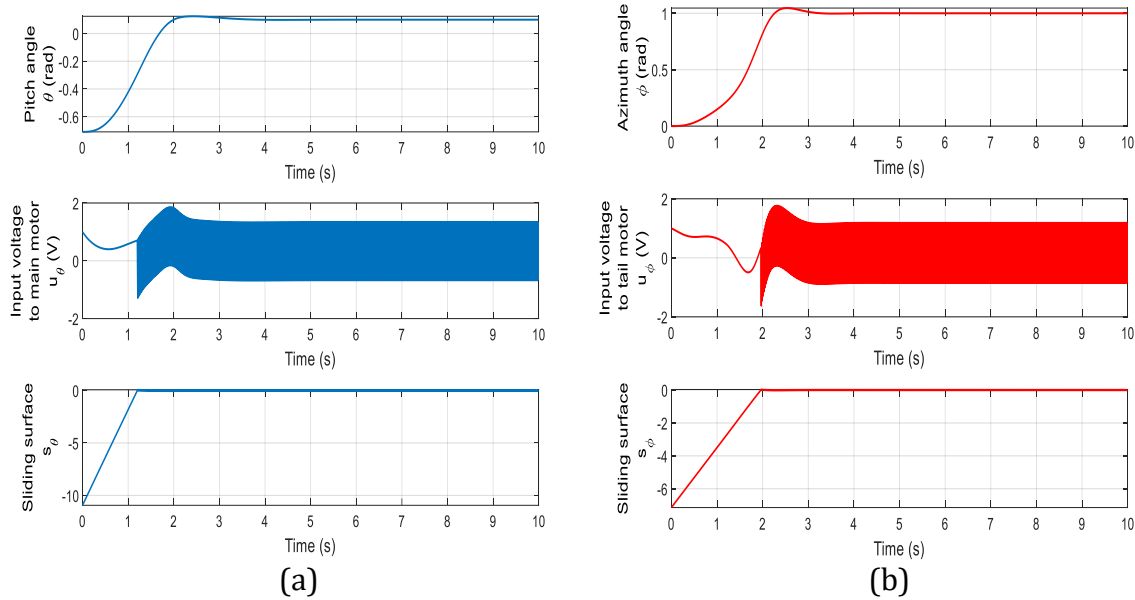 Pitch angle
θ (rad)
0
-0.2
-0.4
-0.6
0 1 2 3 4 5 6 7 8 9 10
Time (s)
Input voltage
to main motor
u_θ (V)
2
0
-2
0 1 2 3 4 5 6 7 8 9 10
Time (s)
Sliding surface
s_θ
0
-5
-10
0 1 2 3 4 5 6 7 8 9 10
Time (s)
(a)
Azimuth angle
ϕ (rad)
1
0.5
0
0 1 2 3 4 5 6 7 8 9 10
Time (s)
Input voltage
to tail motor
u_ϕ (V)
2
0
-2
0 1 2 3 4 5 6 7 8 9 10
Time (s)
Sliding surface
s_ϕ
0
-2
-4
-6
0 1 2 3 4 5 6 7 8 9 10
Time (s)
(b)